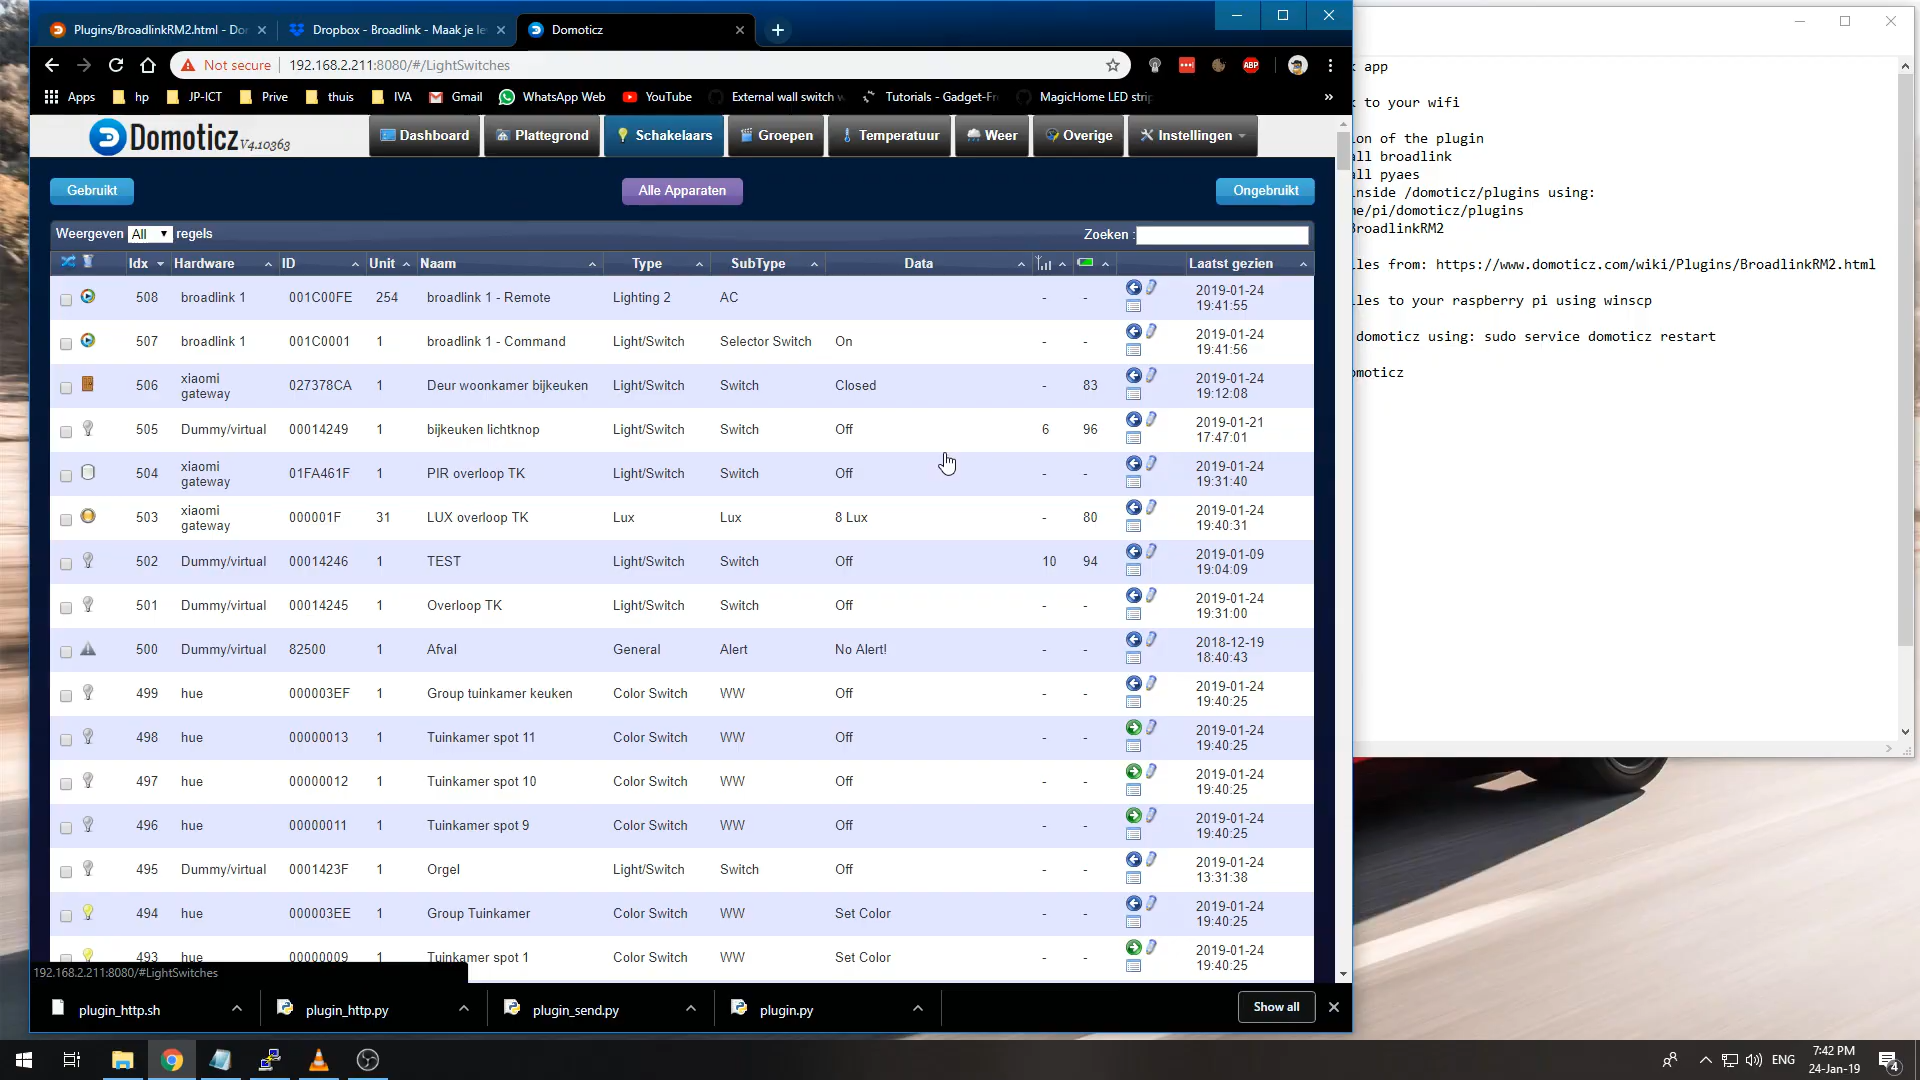 Plugins/BroadlinkRM2.html - Do
Dropbox - Broadlink - Maak je le
Domoticz
Not secure
192.168.2.211:8080/#/LightSwitches
ABP
Apps
hp
JP-ICT
Prive
thuis
IVA
Gmail
WhatsApp Web
YouTube
External wall switch
Tutorials - Gadget-Fr
MagicHome LED strip
»
Domoticz V4.10363
Dashboard
Plattegrond
Schakelaars
Groepen
Temperatuur
Weer
Overige
Instellingen
Gebruikt
Alle Apparaten
Ongebruikt
Weergeven All regels
Zoeken :
Idx Hardware ID Unit Naam Type SubType Data Laatst gezien
508 broadlink 1 001C00FE 254 broadlink 1 - Remote Lighting 2 AC - - 2019-01-24 19:41:55
507 broadlink 1 001C0001 1 broadlink 1 - Command Light/Switch Selector Switch On - - 2019-01-24 19:41:56
506 xiaomi gateway 027378CA 1 Deur woonkamer bijkeuken Light/Switch Switch Closed - 83 2019-01-24 19:12:08
505 Dummy/virtual 00014249 1 bijkeuken lichtknop Light/Switch Switch Off 6 96 2019-01-21 17:47:01
504 xiaomi gateway 01FA461F 1 PIR overloop TK Light/Switch Switch Off - - 2019-01-24 19:31:40
503 xiaomi gateway 000001F 31 LUX overloop TK Lux Lux 8 Lux - 80 2019-01-24 19:40:31
502 Dummy/virtual 00014246 1 TEST Light/Switch Switch Off 10 94 2019-01-09 19:04:09
501 Dummy/virtual 00014245 1 Overloop TK Light/Switch Switch Off - - 2019-01-24 19:31:00
500 Dummy/virtual 82500 1 Afval General Alert No Alert! - - 2018-12-19 18:40:43
499 hue 000003EF 1 Group tuinkamer keuken Color Switch WW Off - - 2019-01-24 19:40:25
498 hue 00000013 1 Tuinkamer spot 11 Color Switch WW Off - - 2019-01-24 19:40:25
497 hue 00000012 1 Tuinkamer spot 10 Color Switch WW Off - - 2019-01-24 19:40:25
496 hue 00000011 1 Tuinkamer spot 9 Color Switch WW Off - - 2019-01-24 19:40:25
495 Dummy/virtual 0001423F 1 Orgel Light/Switch Switch Off - - 2019-01-24 13:31:38
494 hue 000003EE 1 Group Tuinkamer Color Switch WW Set Color - - 2019-01-24 19:40:25
493 hue 00000009 1 Tuinkamer spot 1 Color Switch WW Set Color - - 2019-01-24 19:40:25
192.168.2.211:8080/#LightSwitches
plugin_http.sh
plugin_http.py
plugin_send.py
plugin.py
Show all
app
to your wifi
ion of the plugin
all broadlink
all pyaes
inside /domoticz/plugins using:
me/pi/domoticz/plugins
BroadlinkRM2
les from: https://www.domoticz.com/wiki/Plugins/BroadlinkRM2.html
les to your raspberry pi using winscp
domoticz using: sudo service domoticz restart
omoticz
ENG
7:42 PM
24-Jan-19
4